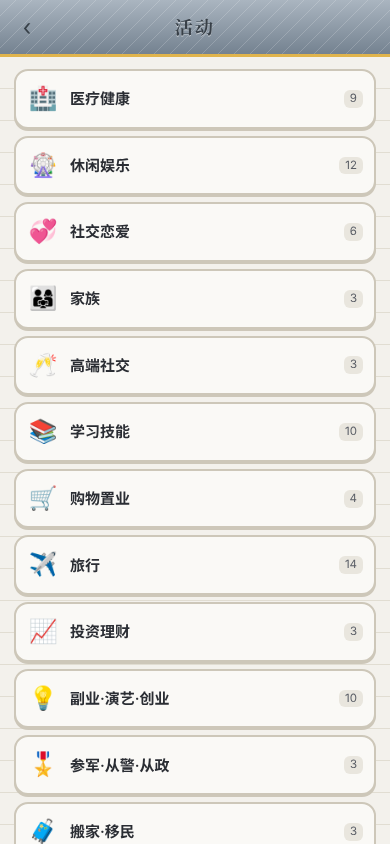 ‹ 活动
医疗健康 9
休闲娱乐 12
社交恋爱 6
家族 3
高端社交 3
学习技能 10
购物置业 4
旅行 14
投资理财 3
副业·演艺·创业 10
参军·从警·从政 3
搬家·移民 3